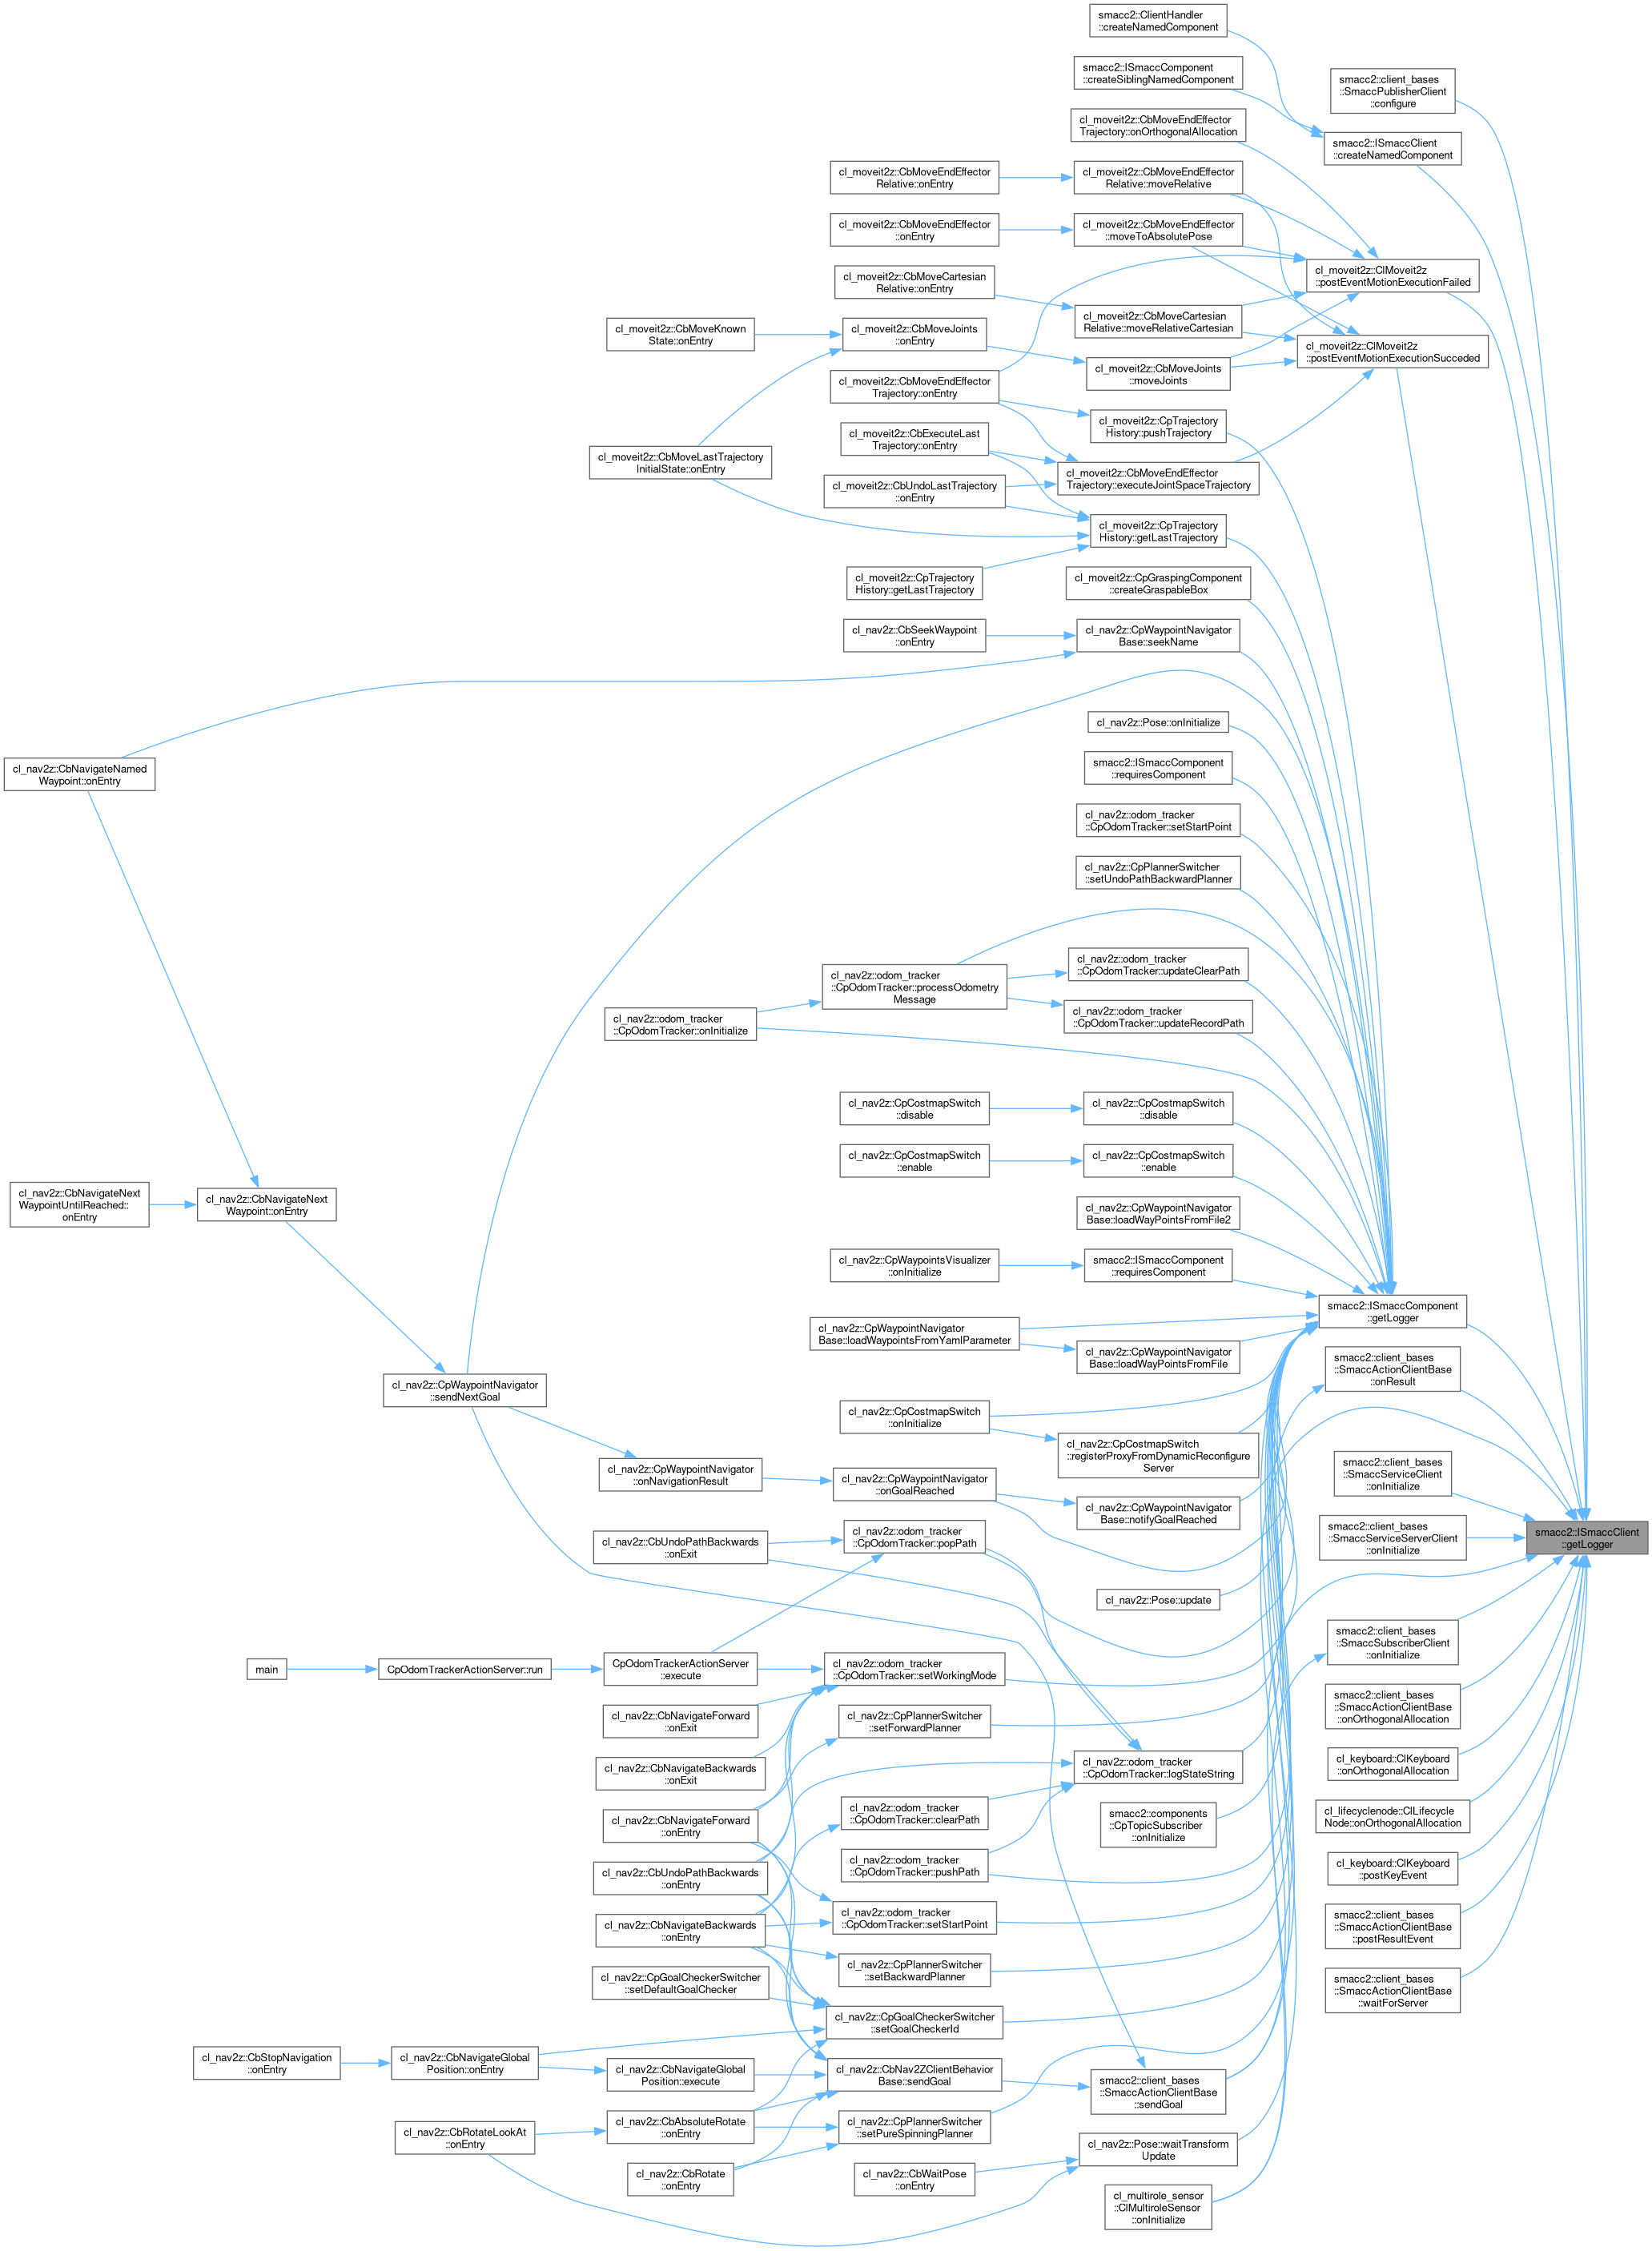 smacc2::ClientHandler
::createNamedComponent
smacc2::ISmaccComponent
::createSiblingNamedComponent
smacc2::client_bases
::SmaccPublisherClient
::configure
cl_moveit2z::CbMoveEndEffector
Trajectory::onOrthogonalAllocation
smacc2::ISmaccClient
::createNamedComponent
cl_moveit2z::CbMoveEndEffector
Relative::onEntry
cl_moveit2z::CbMoveEndEffector
Relative::moveRelative
cl_moveit2z::CbMoveEndEffector
::onEntry
cl_moveit2z::CbMoveEndEffector
::moveToAbsolutePose
cl_moveit2z::CbMoveCartesian
Relative::onEntry
cl_moveit2z::ClMoveit2z
::postEventMotionExecutionFailed
cl_moveit2z::CbMoveKnown
State::onEntry
cl_moveit2z::CbMoveJoints
::onEntry
cl_moveit2z::CbMoveCartesian
Relative::moveRelativeCartesian
cl_moveit2z::ClMoveit2z
::postEventMotionExecutionSucceded
cl_moveit2z::CbMoveJoints
::moveJoints
cl_moveit2z::CbMoveEndEffector
Trajectory::onEntry
cl_moveit2z::CpTrajectory
History::pushTrajectory
cl_moveit2z::CbExecuteLast
Trajectory::onEntry
cl_moveit2z::CbMoveLastTrajectory
InitialState::onEntry
cl_moveit2z::CbMoveEndEffector
Trajectory::executeJointSpaceTrajectory
cl_moveit2z::CbUndoLastTrajectory
::onEntry
cl_moveit2z::CpTrajectory
History::getLastTrajectory
cl_moveit2z::CpTrajectory
History::getLastTrajectory
cl_moveit2z::CpGraspingComponent
::createGraspableBox
cl_nav2z::CbSeekWaypoint
::onEntry
cl_nav2z::CpWaypointNavigator
Base::seekName
cl_nav2z::Pose::onInitialize
cl_nav2z::CbNavigateNamed
Waypoint::onEntry
smacc2::ISmaccComponent
::requiresComponent
cl_nav2z::odom_tracker
::CpOdomTracker::setStartPoint
cl_nav2z::CpPlannerSwitcher
::setUndoPathBackwardPlanner
cl_nav2z::odom_tracker
::CpOdomTracker::updateClearPath
cl_nav2z::odom_tracker
::CpOdomTracker::processOdometry
Message
cl_nav2z::odom_tracker
::CpOdomTracker::onInitialize
cl_nav2z::odom_tracker
::CpOdomTracker::updateRecordPath
cl_nav2z::CpCostmapSwitch
::disable
cl_nav2z::CpCostmapSwitch
::disable
cl_nav2z::CpCostmapSwitch
::enable
cl_nav2z::CpCostmapSwitch
::enable
cl_nav2z::CbNavigateNext
WaypointUntilReached::
onEntry
cl_nav2z::CbNavigateNext
Waypoint::onEntry
cl_nav2z::CpWaypointNavigator
Base::loadWayPointsFromFile2
cl_nav2z::CpWaypointsVisualizer
::onInitialize
smacc2::ISmaccComponent
::requiresComponent
smacc2::ISmaccComponent
::getLogger
cl_nav2z::CpWaypointNavigator
Base::loadWaypointsFromYamlParameter
cl_nav2z::CpWaypointNavigator
Base::loadWayPointsFromFile
smacc2::client_bases
::SmaccActionClientBase
::onResult
cl_nav2z::CpWaypointNavigator
::sendNextGoal
cl_nav2z::CpCostmapSwitch
::onInitialize
cl_nav2z::CpCostmapSwitch
::registerProxyFromDynamicReconfigure
Server
smacc2::client_bases
::SmaccServiceClient
::onInitialize
cl_nav2z::CpWaypointNavigator
::onNavigationResult
cl_nav2z::CpWaypointNavigator
::onGoalReached
cl_nav2z::CpWaypointNavigator
Base::notifyGoalReached
smacc2::client_bases
::SmaccServiceServerClient
::onInitialize
smacc2::ISmaccClient
::getLogger
cl_nav2z::CbUndoPathBackwards
::onExit
cl_nav2z::odom_tracker
::CpOdomTracker::popPath
cl_nav2z::Pose::update
smacc2::client_bases
::SmaccSubscriberClient
::onInitialize
main
CpOdomTrackerActionServer::run
CpOdomTrackerActionServer
::execute
cl_nav2z::odom_tracker
::CpOdomTracker::setWorkingMode
smacc2::client_bases
::SmaccActionClientBase
::onOrthogonalAllocation
cl_nav2z::CbNavigateForward
::onExit
cl_nav2z::CpPlannerSwitcher
::setForwardPlanner
cl_nav2z::CbNavigateBackwards
::onExit
cl_nav2z::odom_tracker
::CpOdomTracker::logStateString
cl_keyboard::ClKeyboard
::onOrthogonalAllocation
cl_nav2z::CbNavigateForward
::onEntry
cl_nav2z::odom_tracker
::CpOdomTracker::clearPath
smacc2::components
::CpTopicSubscriber
::onInitialize
cl_lifecyclenode::ClLifecycle
Node::onOrthogonalAllocation
cl_nav2z::CbUndoPathBackwards
::onEntry
cl_nav2z::odom_tracker
::CpOdomTracker::pushPath
cl_keyboard::ClKeyboard
::postKeyEvent
cl_nav2z::CbNavigateBackwards
::onEntry
cl_nav2z::odom_tracker
::CpOdomTracker::setStartPoint
smacc2::client_bases
::SmaccActionClientBase
::postResultEvent
cl_nav2z::CpGoalCheckerSwitcher
::setDefaultGoalChecker
cl_nav2z::CpPlannerSwitcher
::setBackwardPlanner
smacc2::client_bases
::SmaccActionClientBase
::waitForServer
cl_nav2z::CpGoalCheckerSwitcher
::setGoalCheckerId
cl_nav2z::CbStopNavigation
::onEntry
cl_nav2z::CbNavigateGlobal
Position::onEntry
cl_nav2z::CbNavigateGlobal
Position::execute
cl_nav2z::CbNav2ZClientBehavior
Base::sendGoal
smacc2::client_bases
::SmaccActionClientBase
::sendGoal
cl_nav2z::CbRotateLookAt
::onEntry
cl_nav2z::CbAbsoluteRotate
::onEntry
cl_nav2z::CpPlannerSwitcher
::setPureSpinningPlanner
cl_nav2z::Pose::waitTransform
Update
cl_nav2z::CbRotate
::onEntry
cl_nav2z::CbWaitPose
::onEntry
cl_multirole_sensor
::ClMultiroleSensor
::onInitialize